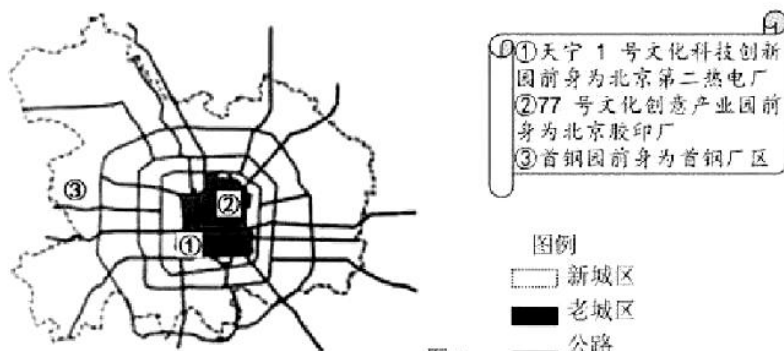 ①天宁 1 号文化科技创新
园前身为北京第二热电厂
②77 号文化创意产业园前
身为北京胶印厂
③首钢园前身为首钢厂区
③
②
①
图例
新城区
老城区
公路